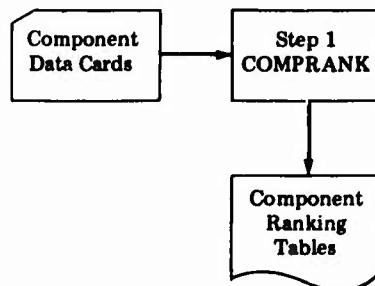 Component
Data Cards
Step 1
COMPRANK
Component
Ranking
Tables